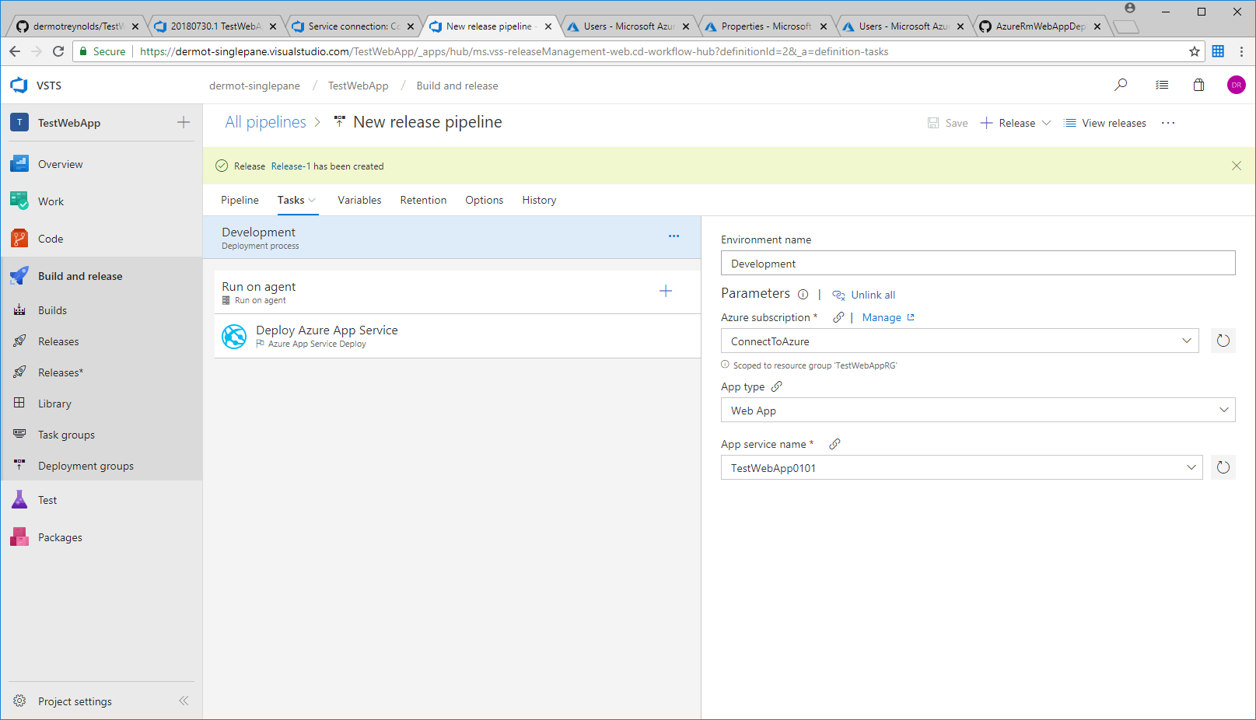 dermotreynolds/TestW
20180730.1 TestWebA
Service connection: Co
New release pipeline -
Users - Microsoft Azur
Properties - Microsoft
Users - Microsoft Azur
AzureRmWebAppDep
Secure
https://dermot-singlepane.visualstudio.com/TestWebApp/_apps/hub/ms.vss-releaseManagement-web.cd-workflow-hub?definitionId=2&_a=definition-tasks
VSTS
dermot-singlepane / TestWebApp / Build and release
DR
T TestWebApp
All pipelines > New release pipeline
Save
Release
View releases
Release Release-1 has been created
Overview
Work
Code
Build and release
Builds
Releases
Releases*
Library
Task groups
Deployment groups
Test
Packages
Project settings
Pipeline Tasks Variables Retention Options History
Development
Deployment process
Run on agent
Run on agent
Deploy Azure App Service
Azure App Service Deploy
Environment name
Development
Parameters | Unlink all
Azure subscription * | Manage
ConnectToAzure
Scoped to resource group 'TestWebAppRG'
App type
Web App
App service name *
TestWebApp0101